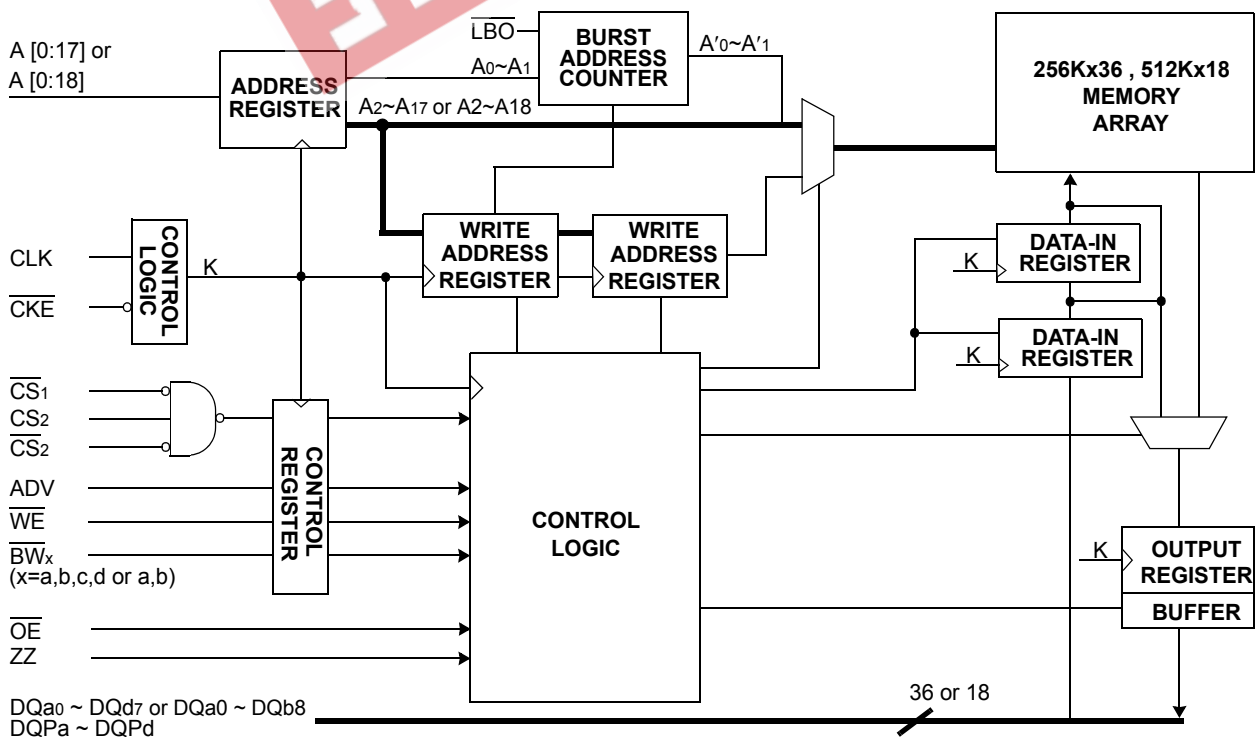 A [0:17] or
A [0:18]
ADDRESS
REGISTER
LBO
A0~A1
A2~A17 or A2~A18
BURST
ADDRESS
COUNTER
A′0~A′1
256Kx36 , 512Kx18
MEMORY
ARRAY
CLK
CKE
CONTROL
LOGIC
K
WRITE
ADDRESS
REGISTER
WRITE
ADDRESS
REGISTER
DATA-IN
REGISTER
K
DATA-IN
REGISTER
K
CS1
CS2
CS2
ADV
WE
BWx
(x=a,b,c,d or a,b)
OE
ZZ
CONTROL
REGISTER
CONTROL
LOGIC
K
OUTPUT
REGISTER
BUFFER
DQa0 ~ DQd7 or DQa0 ~ DQb8
DQPa ~ DQPd
36 or 18